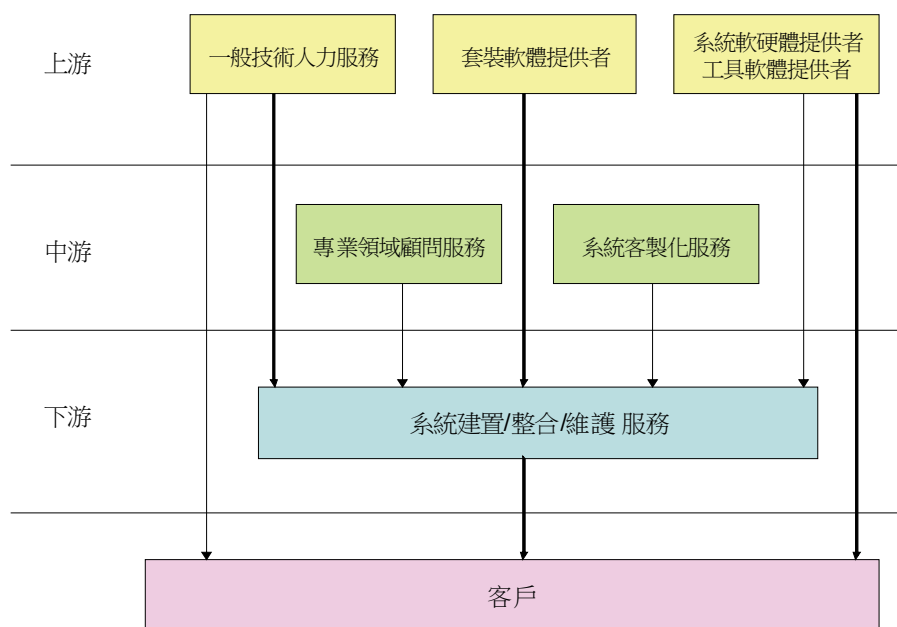 上游
一般技術人力服務
套裝軟體提供者
系統軟硬體提供者
工具軟體提供者
中游
專業領域顧問服務
系統客製化服務
下游
系統建置/整合/維護 服務
客戶